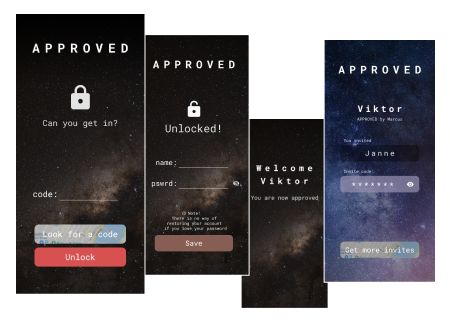 APPROVED
Can you get in?
code:
Look for a code
Unlock
APPROVED
Unlocked!
name:
pswrd:
Note!
There is no way of
restoring your account
if you lose your password
Save
Welcome
Viktor
You are now approved
APPROVED
Viktor
APPROVED by Marcus
You invited
Janne
Invite code:
*******
Get more invites